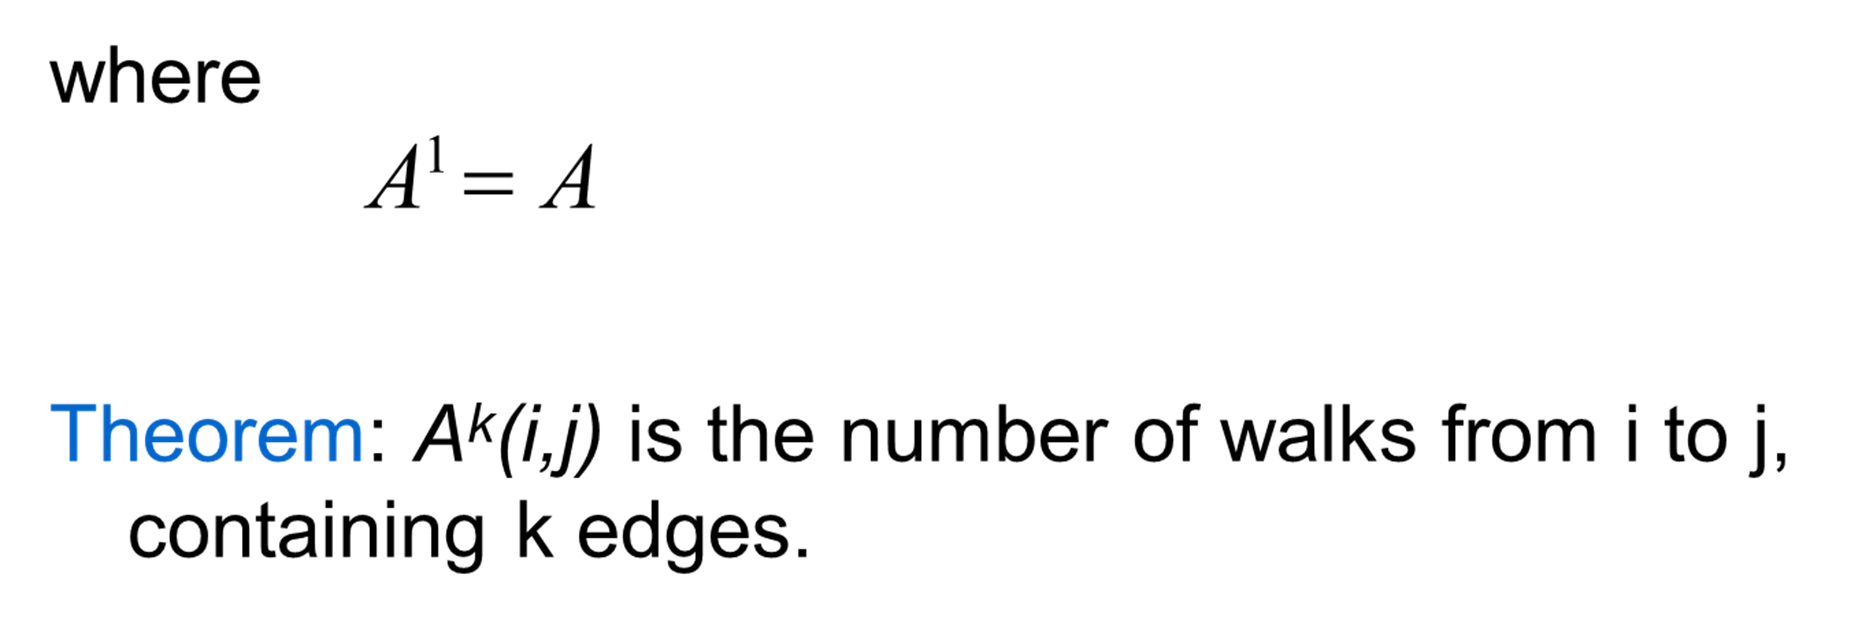 where
A¹ = A
Theorem: Aᵏ(i,j) is the number of walks from i to j,
containing k edges.